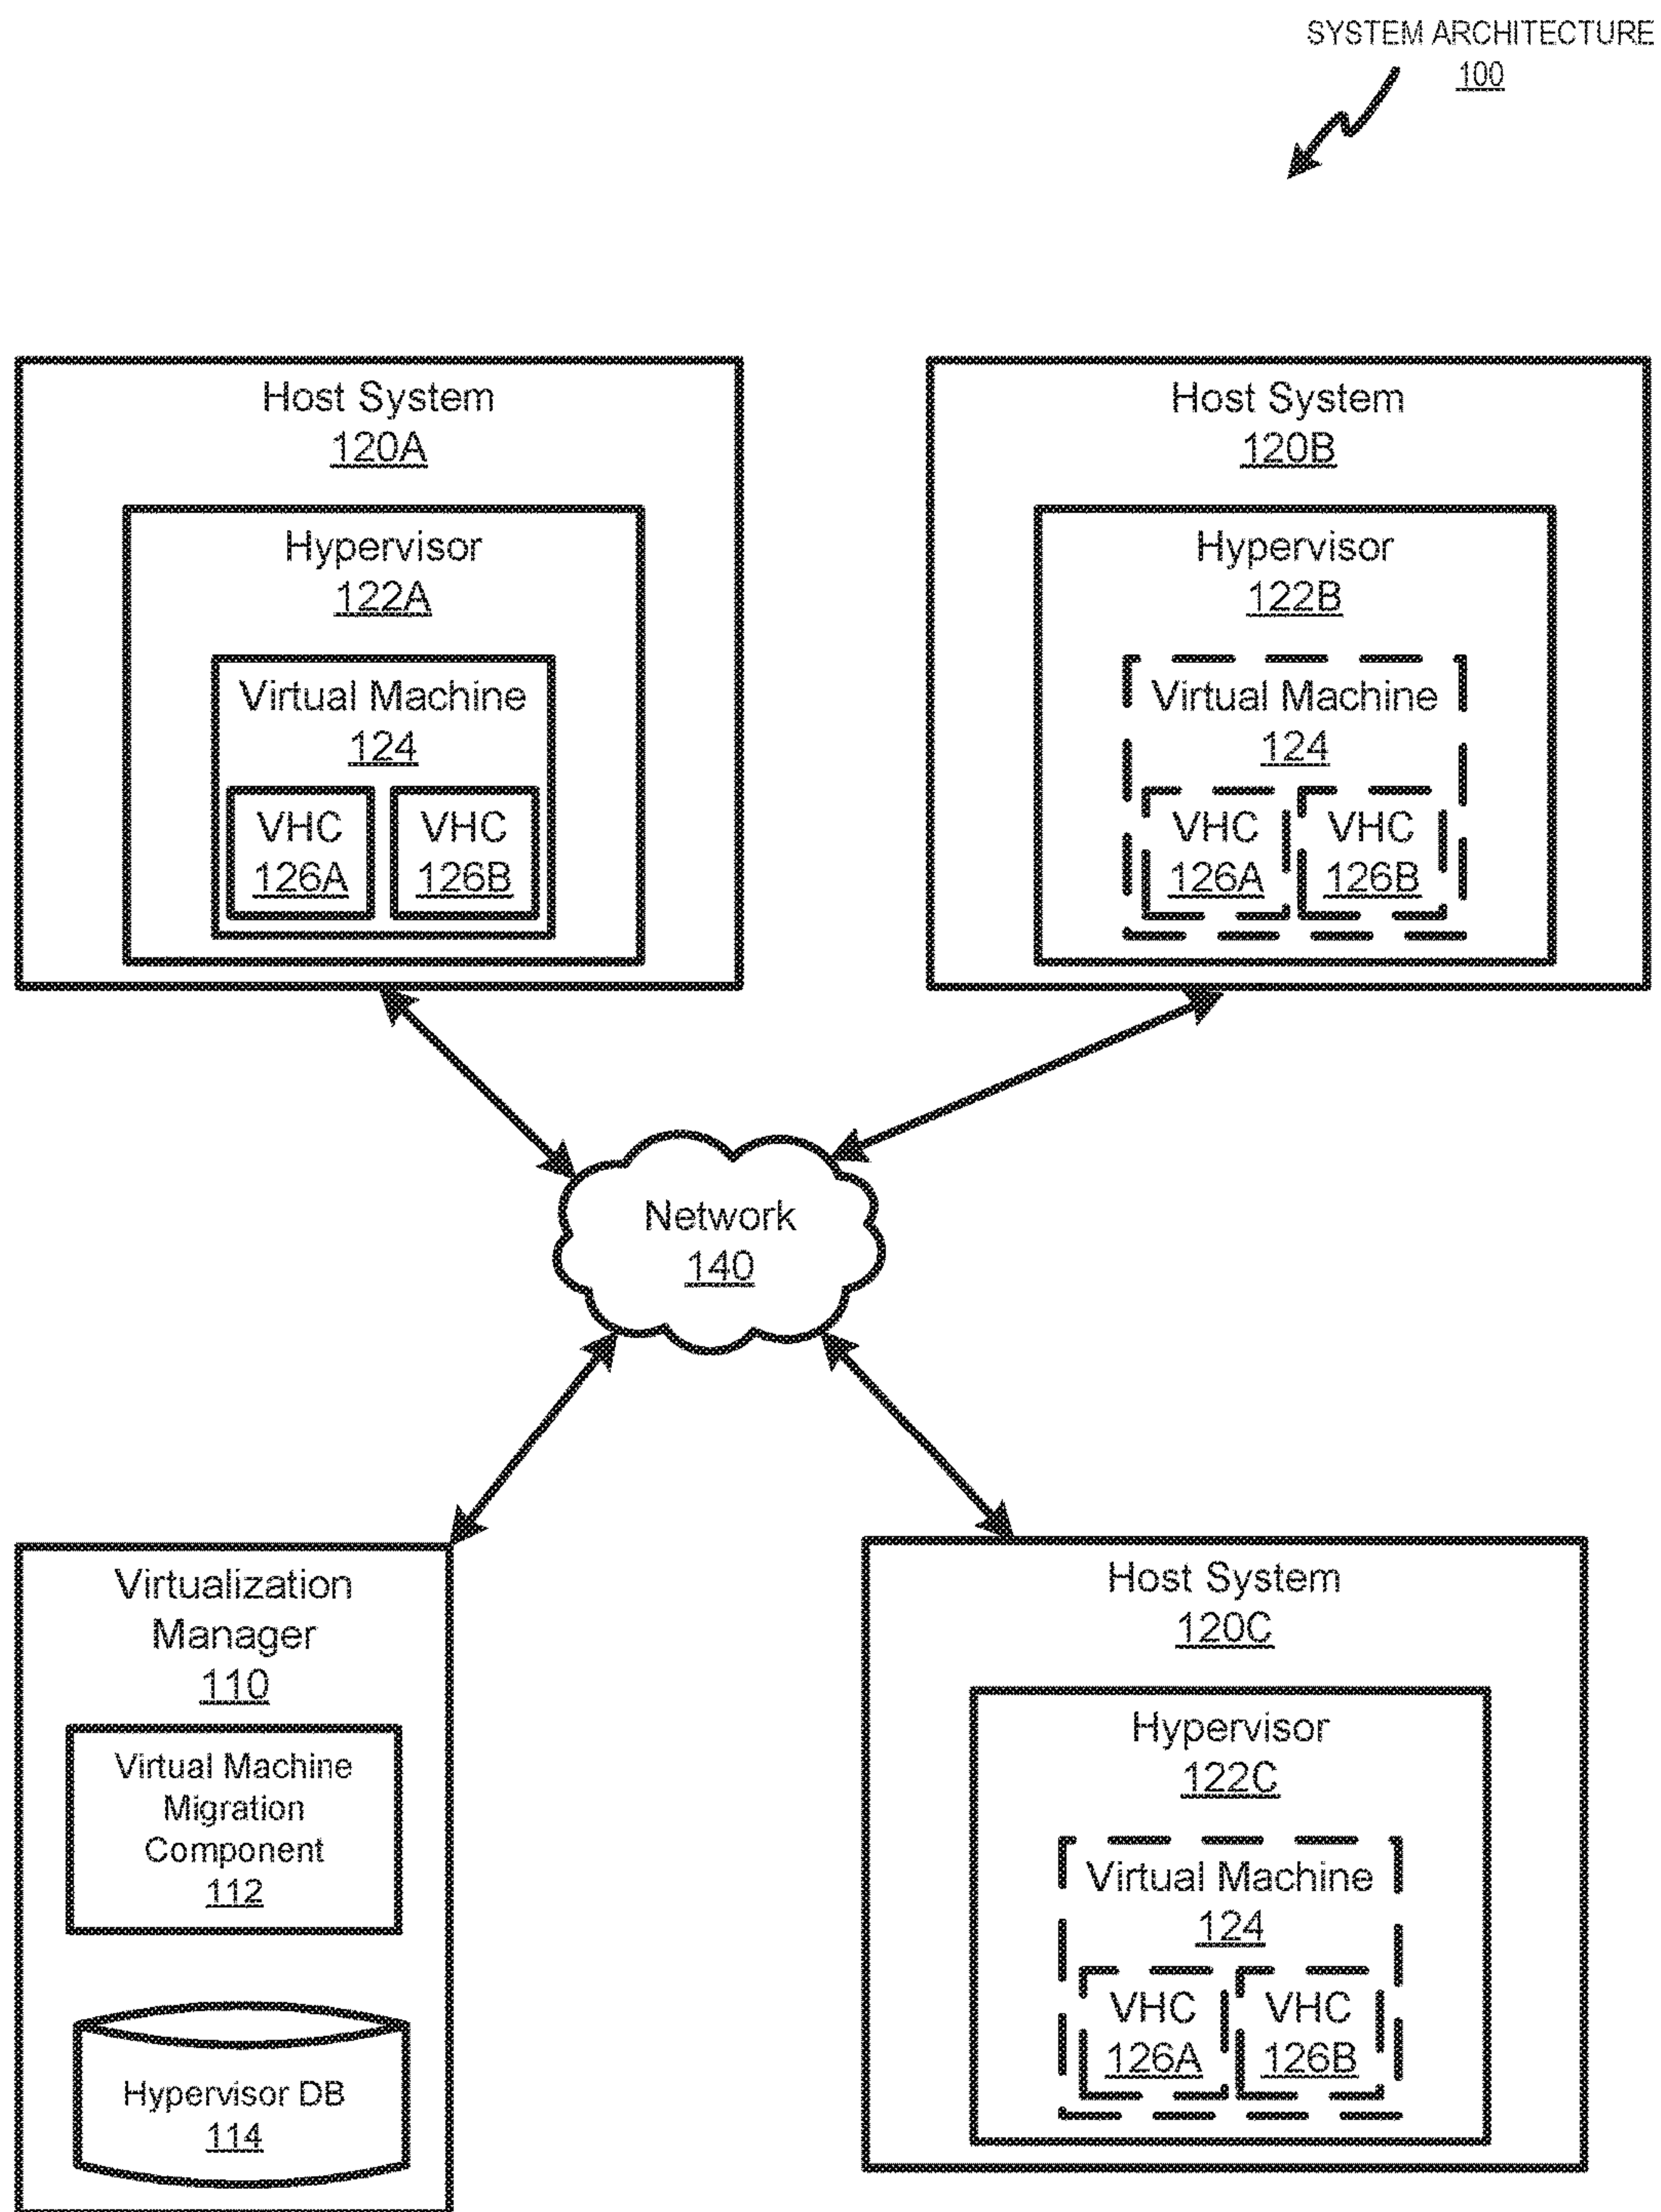 SYSTEM ARCHITECTURE
100
Host System
120A
Hypervisor
122A
Virtual Machine
124
VHC
126A
VHC
126B
Host System
120B
Hypervisor
122B
Virtual Machine
124
VHC
126A
VHC
126B
Network
140
Virtualization
Manager
110
Virtual Machine
Migration
Component
112
Hypervisor DB
114
Host System
120C
Hypervisor
122C
Virtual Machine
124
VHC
126A
VHC
126B